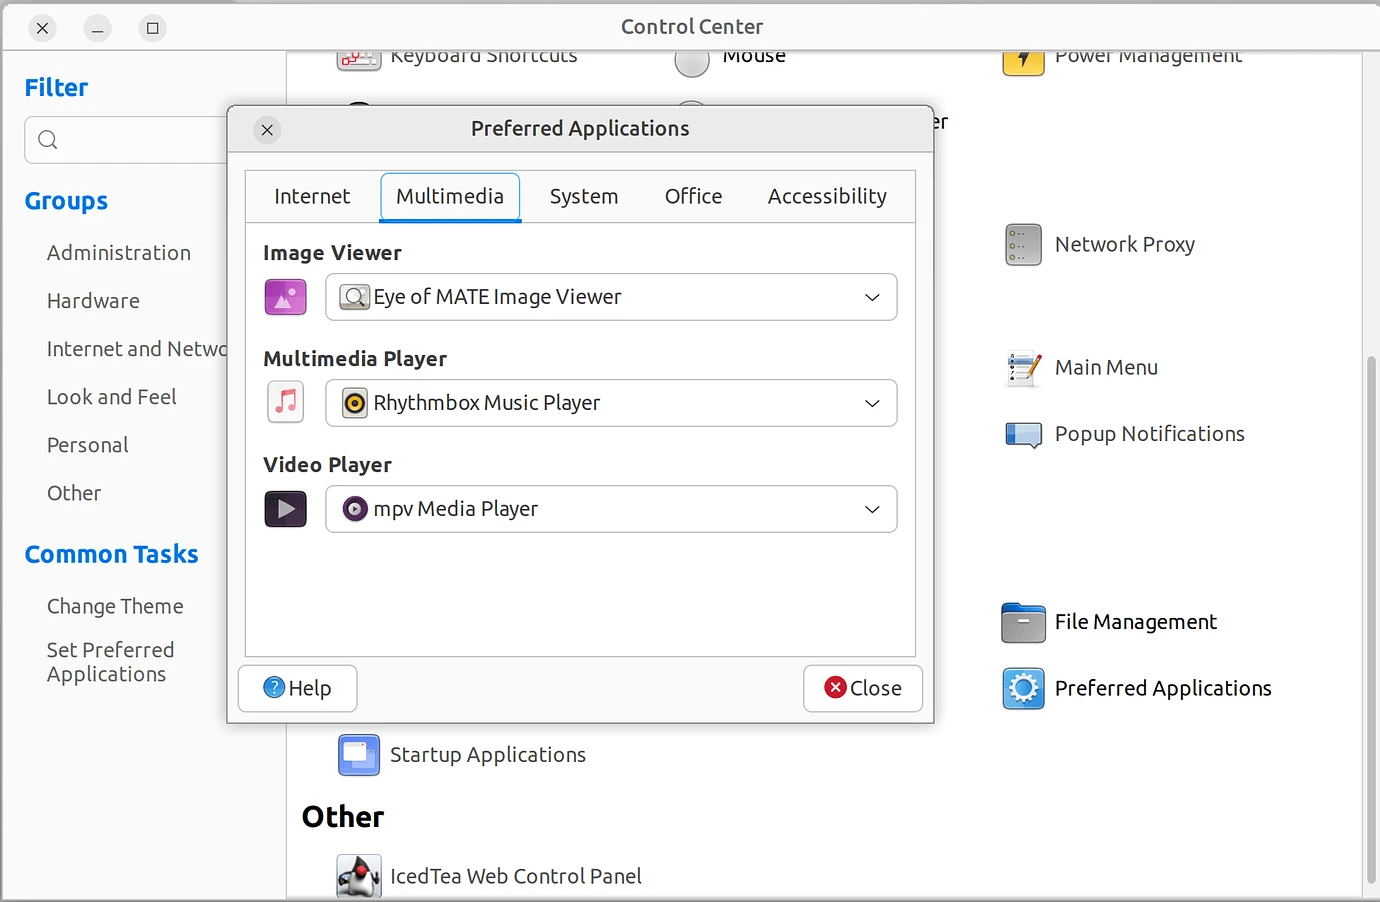 Control Center
Filter
Groups
Administration
Hardware
Internet and Netwo
Look and Feel
Personal
Other
Common Tasks
Change Theme
Set Preferred
Applications
Keyboard Shortcuts
Mouse
Power Management
er
Network Proxy
Main Menu
Popup Notifications
File Management
Preferred Applications
Startup Applications
Other
IcedTea Web Control Panel
Preferred Applications
Internet
Multimedia
System
Office
Accessibility
Image Viewer
Eye of MATE Image Viewer
Multimedia Player
Rhythmbox Music Player
Video Player
mpv Media Player
Help
Close